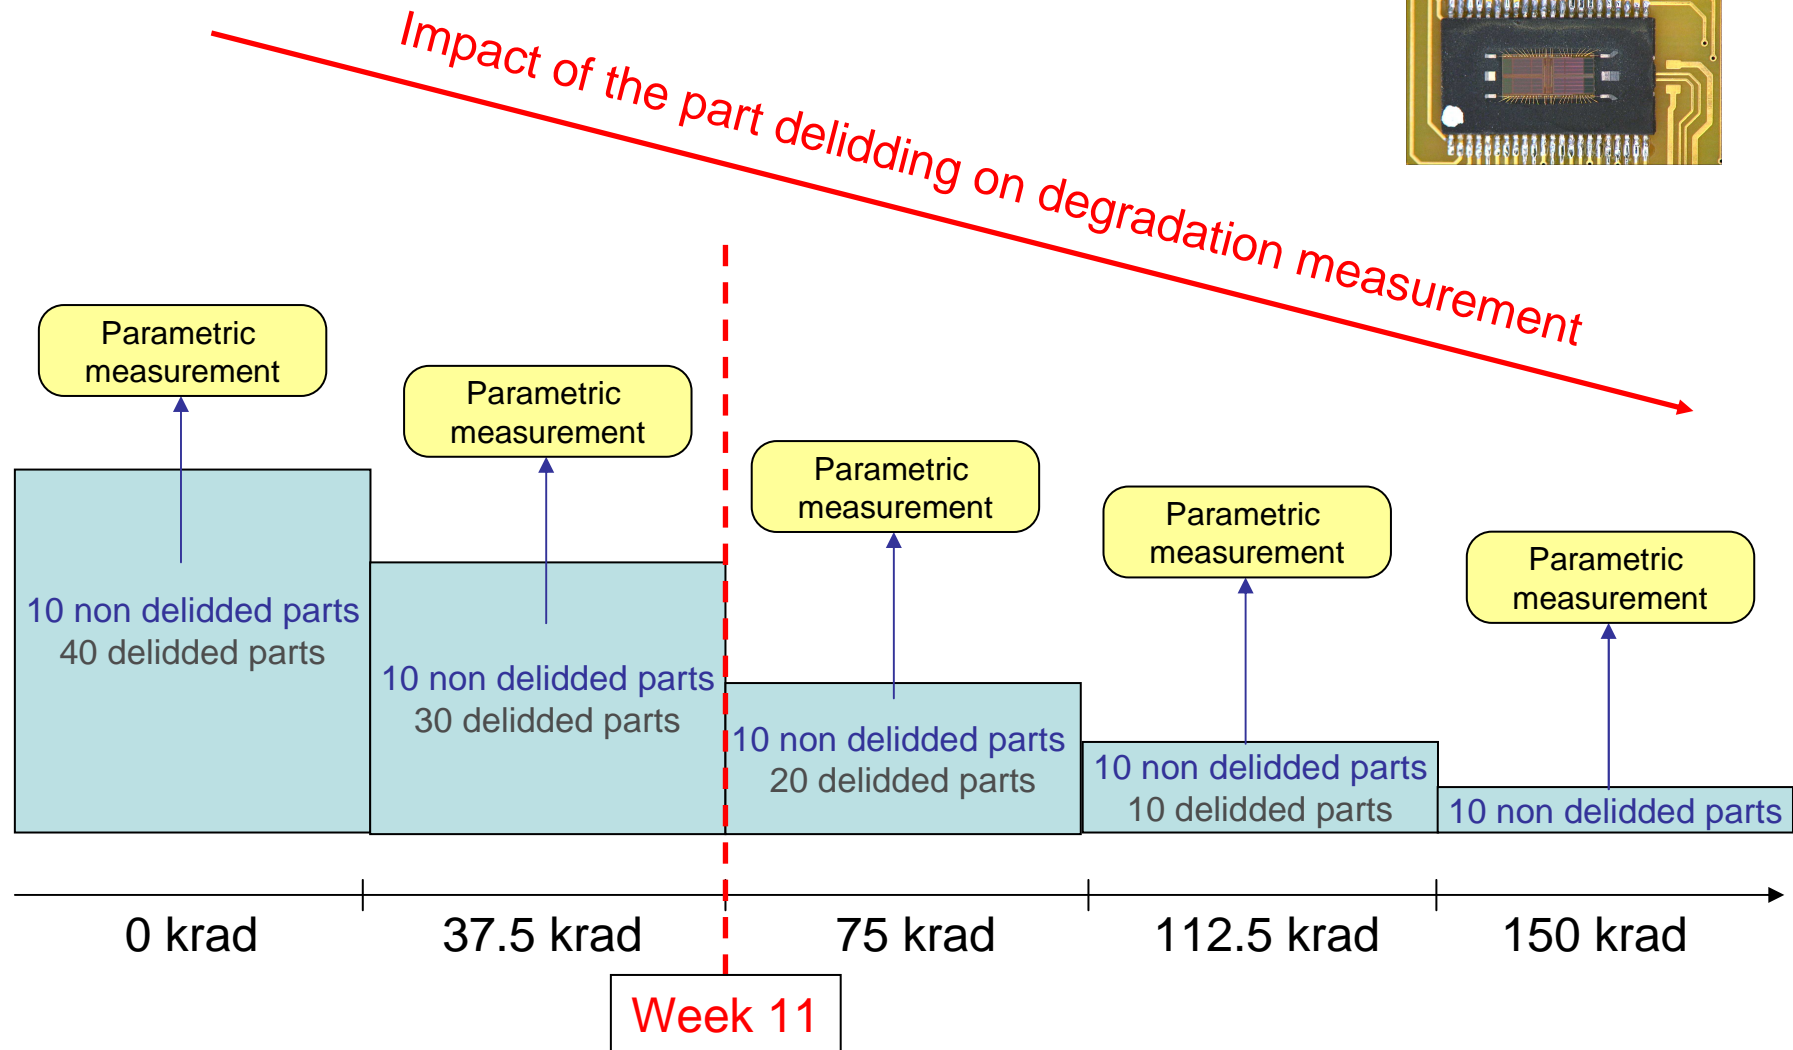 Impact of the part delidding on degradation measurement
Parametric
measurement
Parametric
measurement
Parametric
measurement
Parametric
measurement
Parametric
measurement
10 non delidded parts
40 delidded parts
10 non delidded parts
30 delidded parts
10 non delidded parts
20 delidded parts
10 non delidded parts
10 delidded parts
10 non delidded parts
0 krad
37.5 krad
75 krad
112.5 krad
150 krad
Week 11